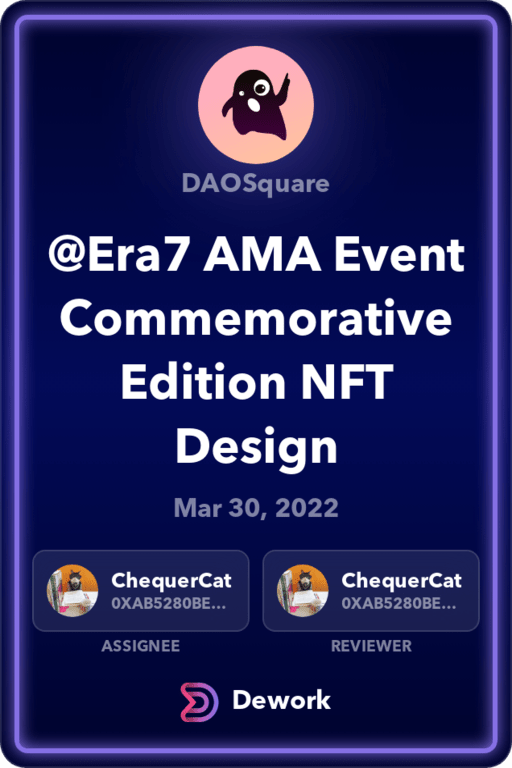 DAOSquare
@Era7 AMA Event
Commemorative
Edition NFT
Design
Mar 30, 2022
ChequerCat
0XAB5280BE...
ASSIGNEE
ChequerCat
0XAB5280BE...
REVIEWER
Dework